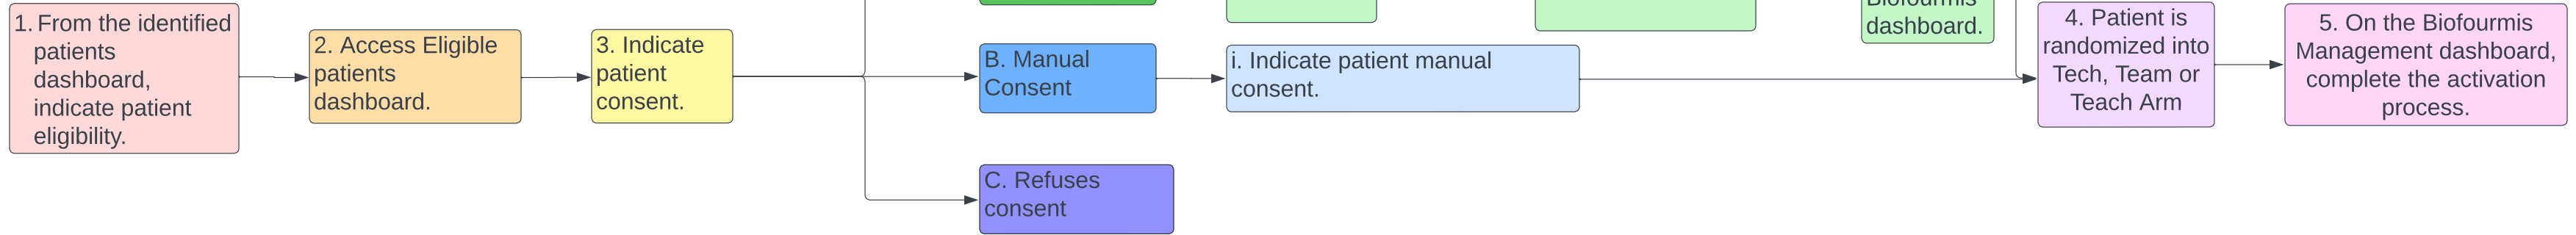 1. From the identified
patients
dashboard,
indicate patient
eligibility.
2. Access Eligible
patients
dashboard.
3. Indicate
patient
consent.
B. Manual
Consent
i. Indicate patient manual
consent.
C. Refuses
consent
Biofourmis
dashboard.
4. Patient is
randomized into
Tech, Team or
Teach Arm
5. On the Biofourmis
Management dashboard,
complete the activation
process.